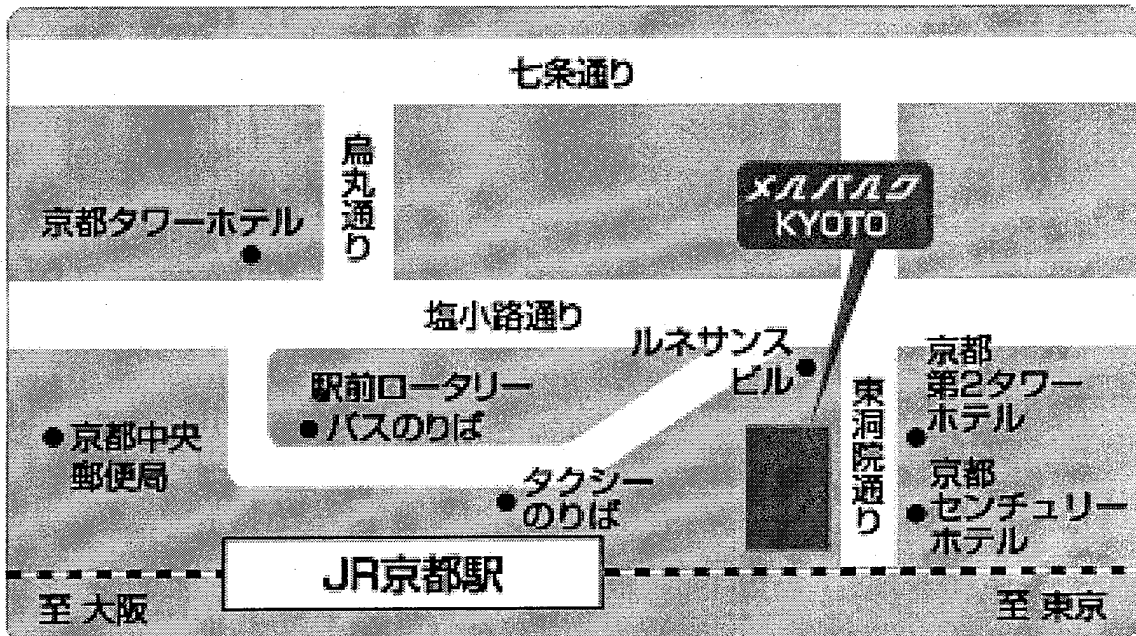 七条通り
烏丸通り
メルパルク
KYOTO
京都タワーホテル
塩小路通り
ルネサンス
ビル
京都
第2タワー
ホテル
駅前ロータリー
バスのりば
東洞院通り
京都中央
郵便局
タクシー
のりば
京都
センチュリー
ホテル
JR京都駅
至 大阪
至 東京